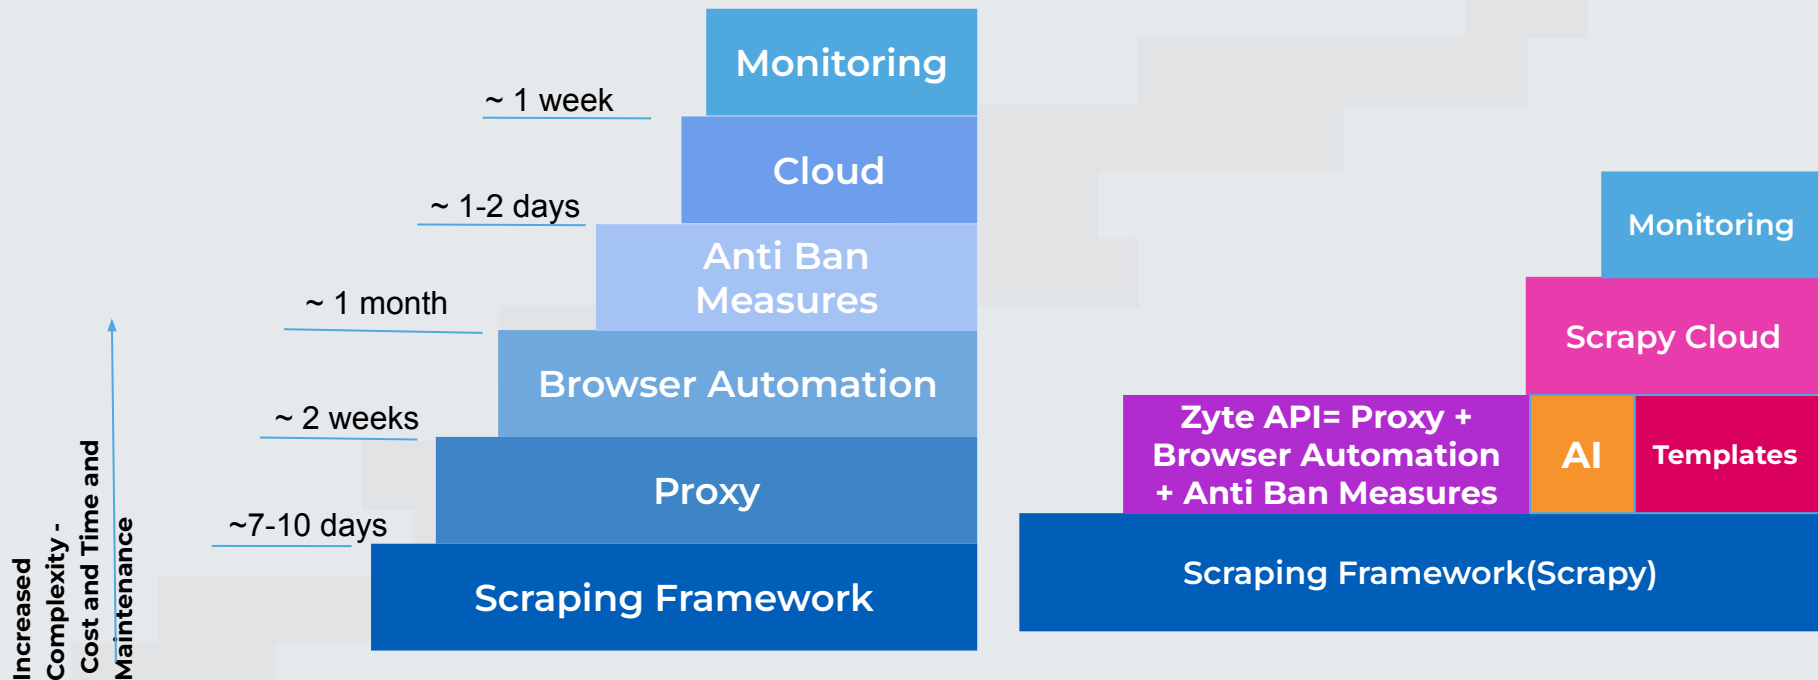 Monitoring
~ 1 week
Cloud
~ 1-2 days
Anti Ban
Measures
~ 1 month
Browser Automation
~ 2 weeks
Proxy
~7-10 days
Scraping Framework
Increased
Complexity -
Cost and Time and
Maintenance
Monitoring
Scrapy Cloud
Zyte API= Proxy +
Browser Automation
+ Anti Ban Measures
AI
Templates
Scraping Framework(Scrapy)